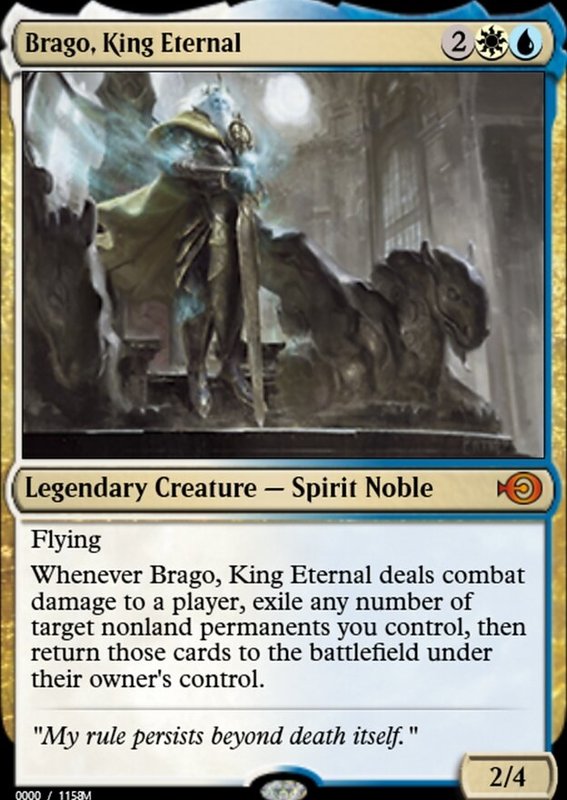 Brago, King Eternal 2
Legendary Creature — Spirit Noble
Flying
Whenever Brago, King Eternal deals combat
damage to a player, exile any number of
target nonland permanents you control, then
return those cards to the battlefield under
their owner's control.
"My rule persists beyond death itself."
2/4
0000 / 1158M